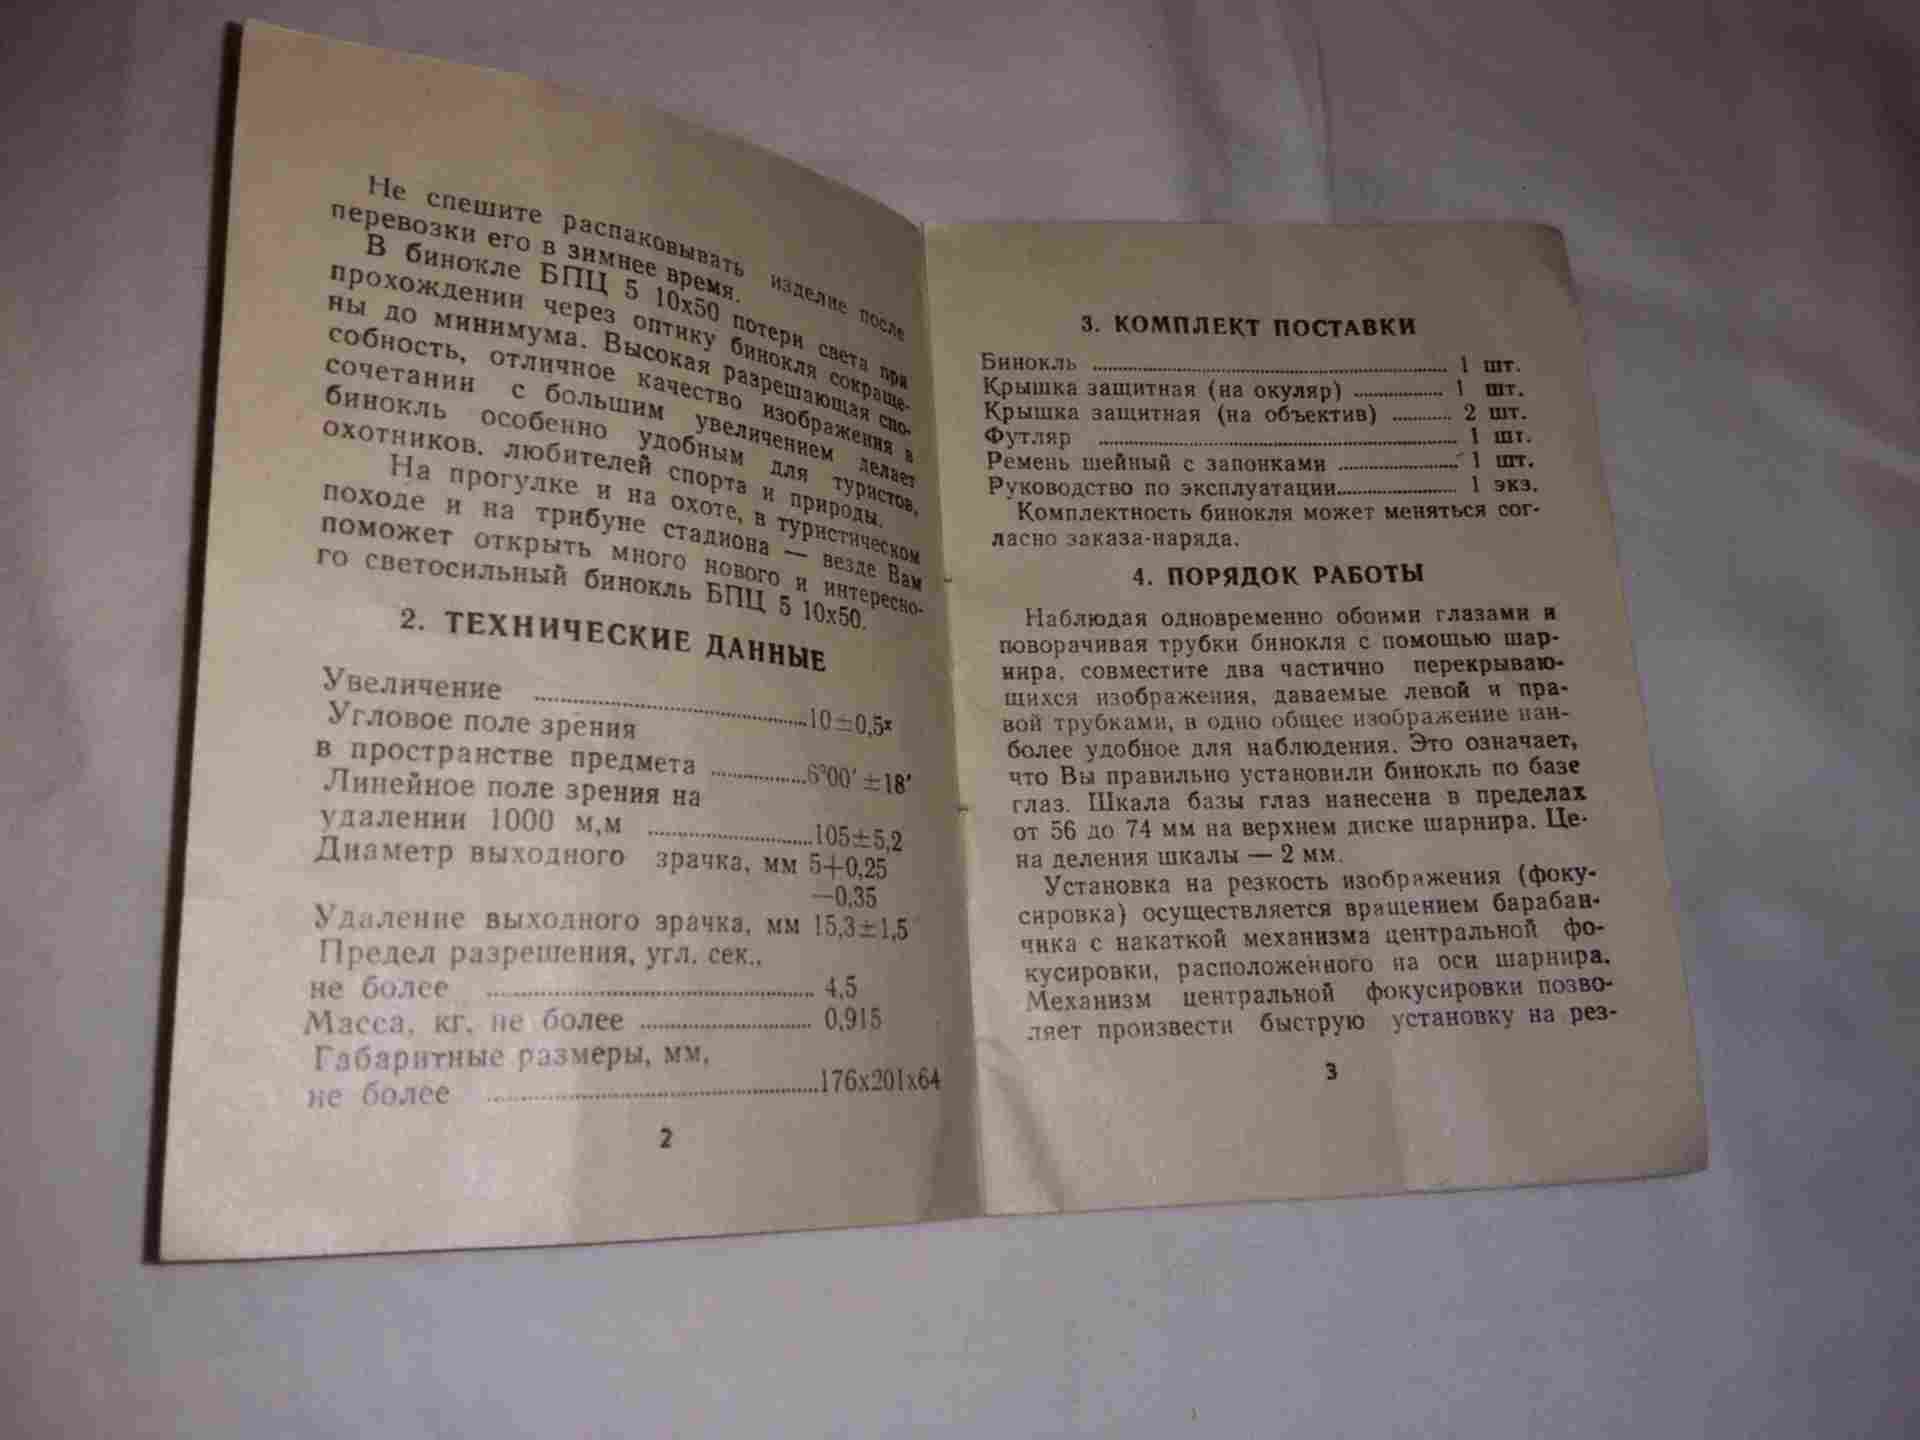 Не спешите распаковывать изделие после
перевозки его в зимнее время.
В бинокле БПЦ 5 10х50 потери света при
прохождении через оптику бинокля сокраще-
ны до минимума. Высокая разрешающая спо-
собность, отличное качество изображения в
сочетании с большим увеличением делает
бинокль особенно удобным для туристов,
охотников, любителей спорта и природы.
На прогулке и на охоте, в туристическом
походе и на трибуне стадиона — везде Вам
поможет открыть много нового и интересно-
го светосильный бинокль БПЦ 5 10х50.
2. ТЕХНИЧЕСКИЕ ДАННЫЕ
Увеличение ........ 10±0,5ˣ
Угловое поле зрения
в пространстве предмета ........ 6°00′ ±18′
Линейное поле зрения на
удалении 1000 м,м ........ 105±5,2
Диаметр выходного зрачка, мм 5+0,25
—0,35
Удаление выходного зрачка, мм 15,3±1,5
Предел разрешения, угл. сек.,
не более ........ 4,5
Масса, кг, не более ........ 0,915
Габаритные размеры, мм,
не более ........ 176х201х64
2
3. КОМПЛЕКТ ПОСТАВКИ
Бинокль ........ 1 шт.
Крышка защитная (на окуляр) ........ 1 шт.
Крышка защитная (на объектив) ........ 2 шт.
Футляр ........ 1 шт.
Ремень шейный с запонками ........ 1 шт.
Руководство по эксплуатации ........ 1 экз.
Комплектность бинокля может меняться сог-
ласно заказа-наряда.
4. ПОРЯДОК РАБОТЫ
Наблюдая одновременно обоими глазами и
поворачивая трубки бинокля с помощью шар-
нира, совместите два частично перекрываю-
щихся изображения, даваемые левой и пра-
вой трубками, в одно общее изображение наи-
более удобное для наблюдения. Это означает,
что Вы правильно установили бинокль по базе
глаз. Шкала базы глаз нанесена в пределах
от 56 до 74 мм на верхнем диске шарнира. Це-
на деления шкалы — 2 мм.
Установка на резкость изображения (фоку-
сировка) осуществляется вращением барабан-
чика с накаткой механизма центральной фо-
кусировки, расположенного на оси шарнира.
Механизм центральной фокусировки позво-
ляет произвести быструю установку на рез-
3